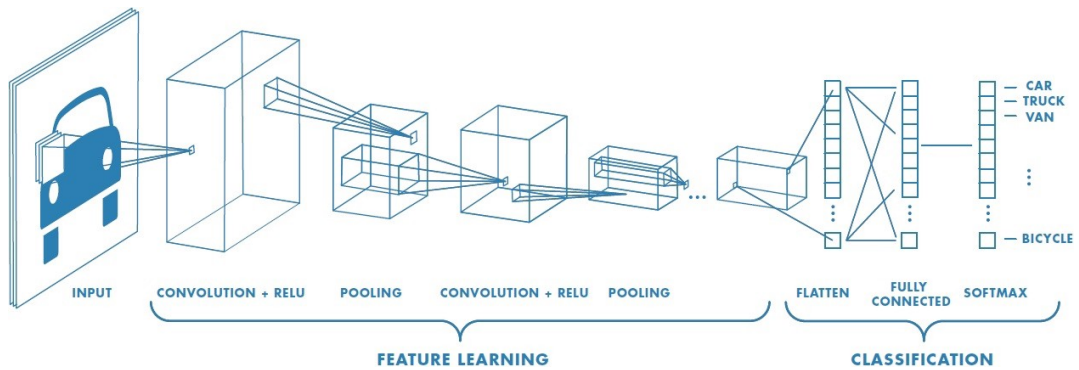 CAR
TRUCK
VAN
BICYCLE
INPUT
CONVOLUTION + RELU
POOLING
CONVOLUTION + RELU
POOLING
FLATTEN
FULLY
CONNECTED
SOFTMAX
FEATURE LEARNING
CLASSIFICATION